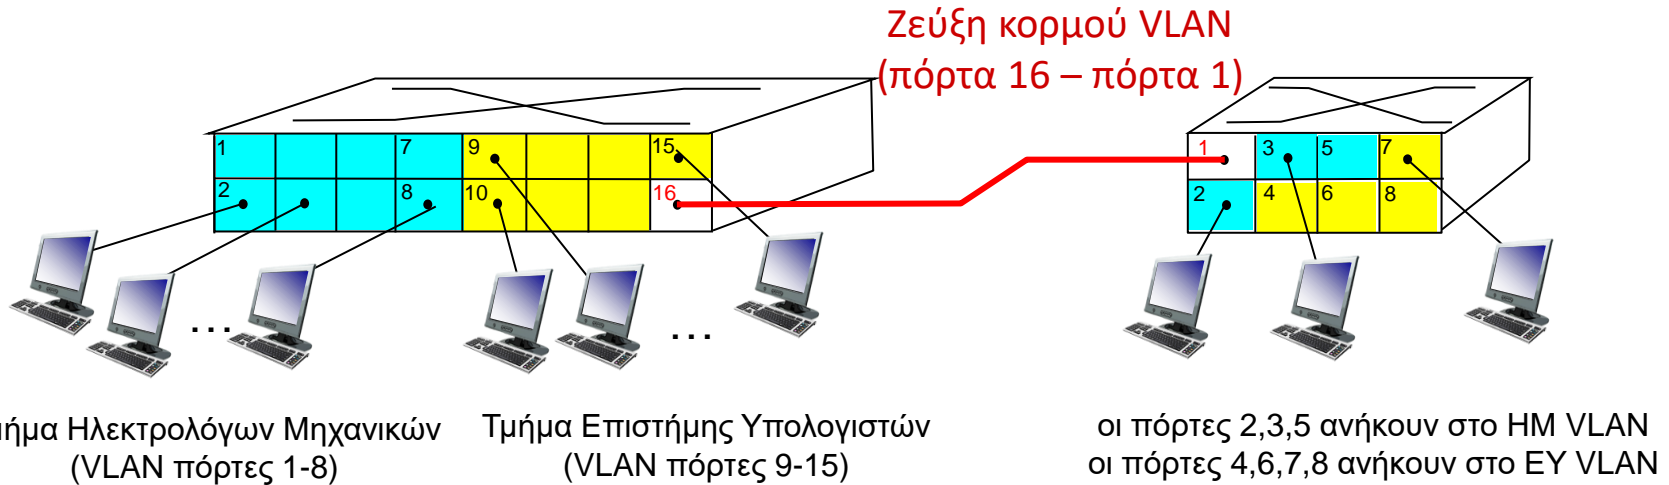 Ζεύξη κορμού VLAN
(πόρτα 16 – πόρτα 1)
1 7 9 15
2 8 10 16
1 3 5 7
2 4 6 8
... ...
Ηλεκτρολόγων Μηχανικών
(VLAN πόρτες 1-8)
Τμήμα Επιστήμης Υπολογιστών
(VLAN πόρτες 9-15)
οι πόρτες 2,3,5 ανήκουν στο ΗΜ VLAN
οι πόρτες 4,6,7,8 ανήκουν στο ΕΥ VLAN